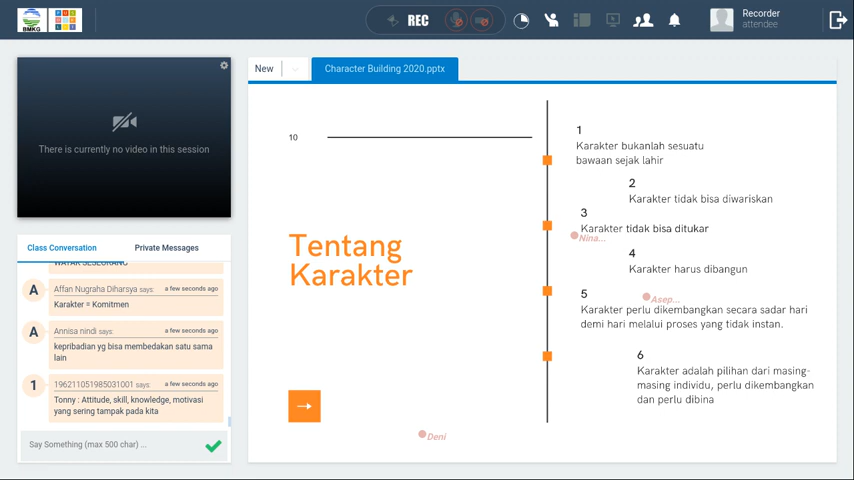 BMKG
REC
Recorder
attendee
There is currently no video in this session
Class Conversation
Private Messages
WATAK SESEORANG
A
Affan Nugraha Diharsya says:
a few seconds ago
Karakter = Komitmen
A
Annisa nindi says:
a few seconds ago
kepribadian yg bisa membedakan satu sama
lain
1
196211051985031001 says:
a few seconds ago
Tonny : Attitude, skill, knowledge, motivasi
yang sering tampak pada kita
Say Something (max 500 char) ...
New
Character Building 2020.pptx
10
Tentang
Karakter
1
Karakter bukanlah sesuatu
bawaan sejak lahir
2
Karakter tidak bisa diwariskan
3
Karakter tidak bisa ditukar
Nina...
4
Karakter harus dibangun
Asep...
5
Karakter perlu dikembangkan secara sadar hari
demi hari melalui proses yang tidak instan.
6
Karakter adalah pilihan dari masing-
masing individu, perlu dikembangkan
dan perlu dibina
Deni